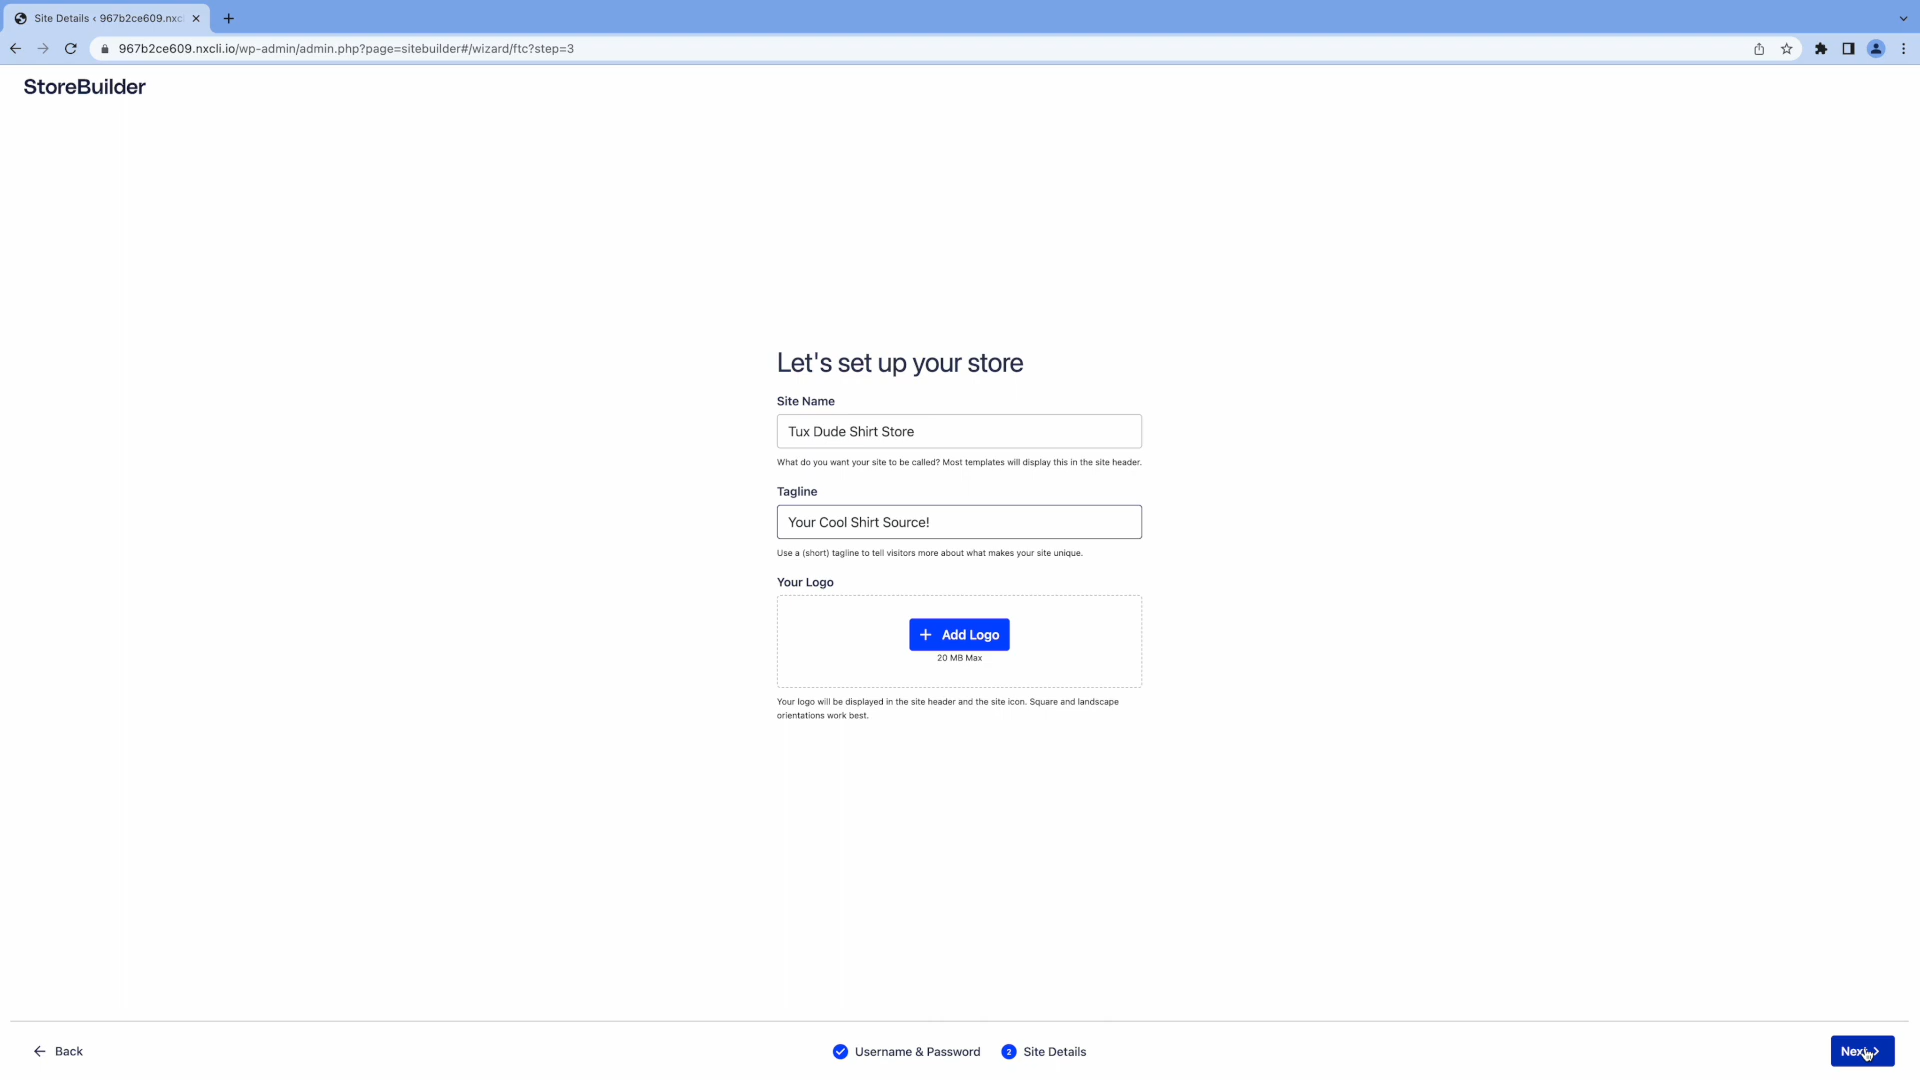 Site Details < 967b2ce609.nxc
967b2ce609.nxcli.io/wp-admin/admin.php?page=sitebuilder#/wizard/ftc?step=3
StoreBuilder
Let's set up your store
Site Name
Tux Dude Shirt Store
What do you want your site to be called? Most templates will display this in the site header.
Tagline
Your Cool Shirt Source!
Use a (short) tagline to tell visitors more about what makes your site unique.
Your Logo
+ Add Logo
20 MB Max
Your logo will be displayed in the site header and the site icon. Square and landscape
orientations work best.
Back
Username & Password
2 Site Details
Next